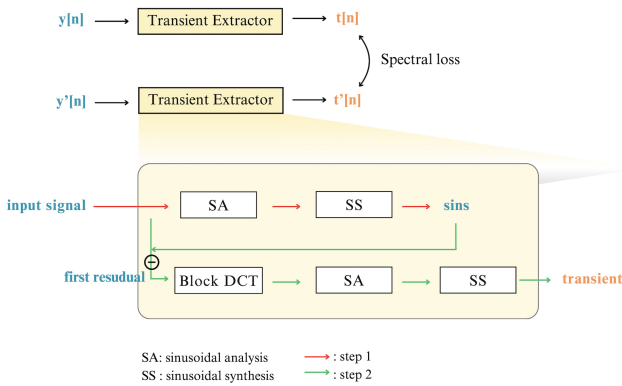 y[n] Transient Extractor t[n]
Spectral loss
y’[n] Transient Extractor t’[n]
input signal SA SS sins
first resudual Block DCT SA SS transient
SA: sinusoidal analysis : step 1
SS : sinusoidal synthesis : step 2